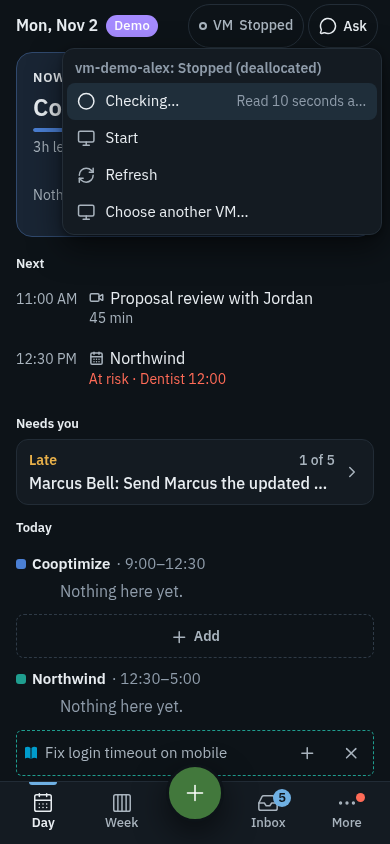 Mon, Nov 2 Demo VM Stopped Ask
NOW
vm-demo-alex: Stopped (deallocated)
Checking… Read 10 seconds a…
Start
Refresh
Choose another VM…
Next
11:00 AM Proposal review with Jordan
45 min
12:30 PM Northwind
At risk · Dentist 12:00
Needs you
Late 1 of 5
Marcus Bell: Send Marcus the updated …
Today
Cooptimize · 9:00–12:30
Nothing here yet.
Add
Northwind · 12:30–5:00
Nothing here yet.
Fix login timeout on mobile
5
Day Week Inbox More